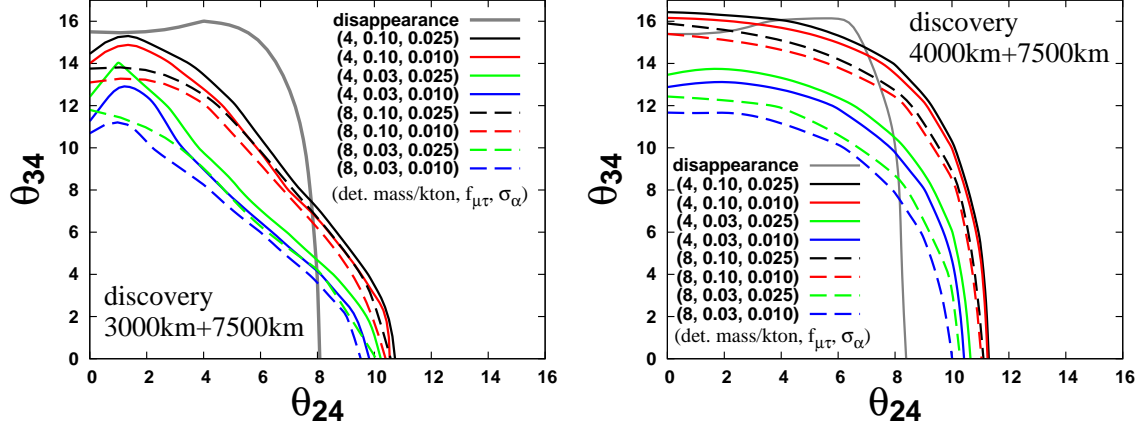 16
14
12
10
8
6
4
2
0
θ34
disappearance
(4, 0.10, 0.025)
(4, 0.10, 0.010)
(4, 0.03, 0.025)
(4, 0.03, 0.010)
(8, 0.10, 0.025)
(8, 0.10, 0.010)
(8, 0.03, 0.025)
(8, 0.03, 0.010)
(det. mass/kton, fμτ, σα)
discovery
3000km+7500km
0 2 4 6 8 10 12 14 16
θ24
16
14
12
10
8
6
4
2
0
θ34
discovery
4000km+7500km
disappearance
(4, 0.10, 0.025)
(4, 0.10, 0.010)
(4, 0.03, 0.025)
(4, 0.03, 0.010)
(8, 0.10, 0.025)
(8, 0.10, 0.010)
(8, 0.03, 0.025)
(8, 0.03, 0.010)
(det. mass/kton, fμτ, σα)
0 2 4 6 8 10 12 14 16
θ24